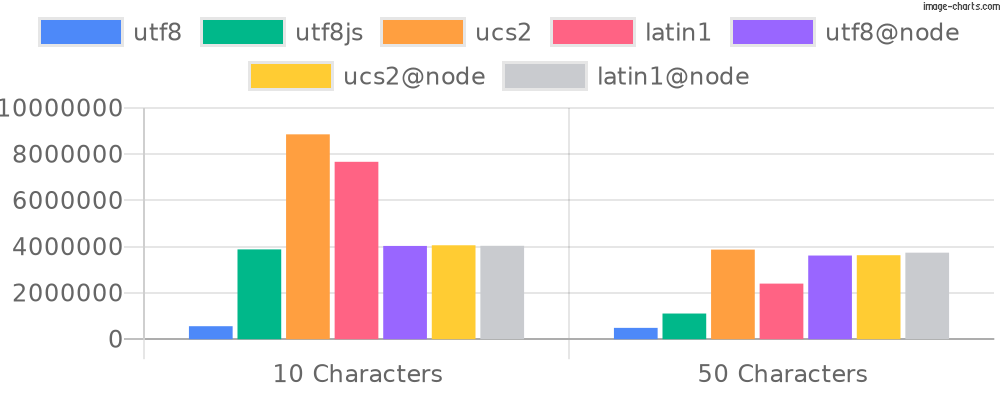 image-charts.com
utf8 utf8js ucs2 latin1 utf8@node
ucs2@node latin1@node
10000000
8000000
6000000
4000000
2000000
0
10 Characters 50 Characters